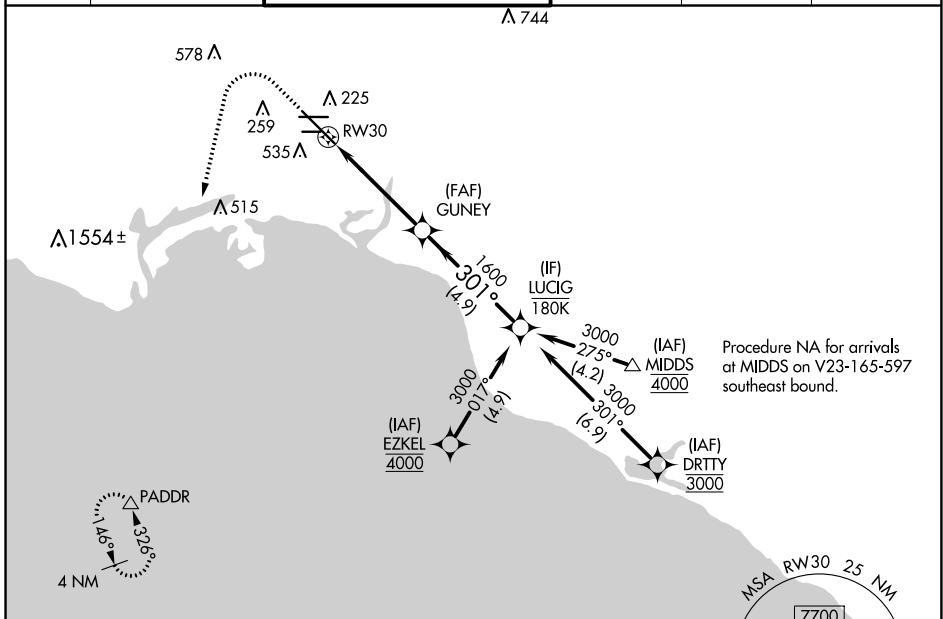 744
578
225
259
RW30
535
(FAF)
GUNEY
515
1554 ±
1600
301°
(4.9)
(IF)
LUCIG
180K
3000
275°
(4.2)
(IAF)
MIDDS
4000
Procedure NA for arrivals
at MIDDS on V23-165-597
southeast bound.
3000
017°
(4.9)
3000
301°
(6.9)
(IAF)
EZKEL
4000
(IAF)
DRTTY
3000
PADDR
146°
326°
4 NM
MSA RW30 25 NM
7700